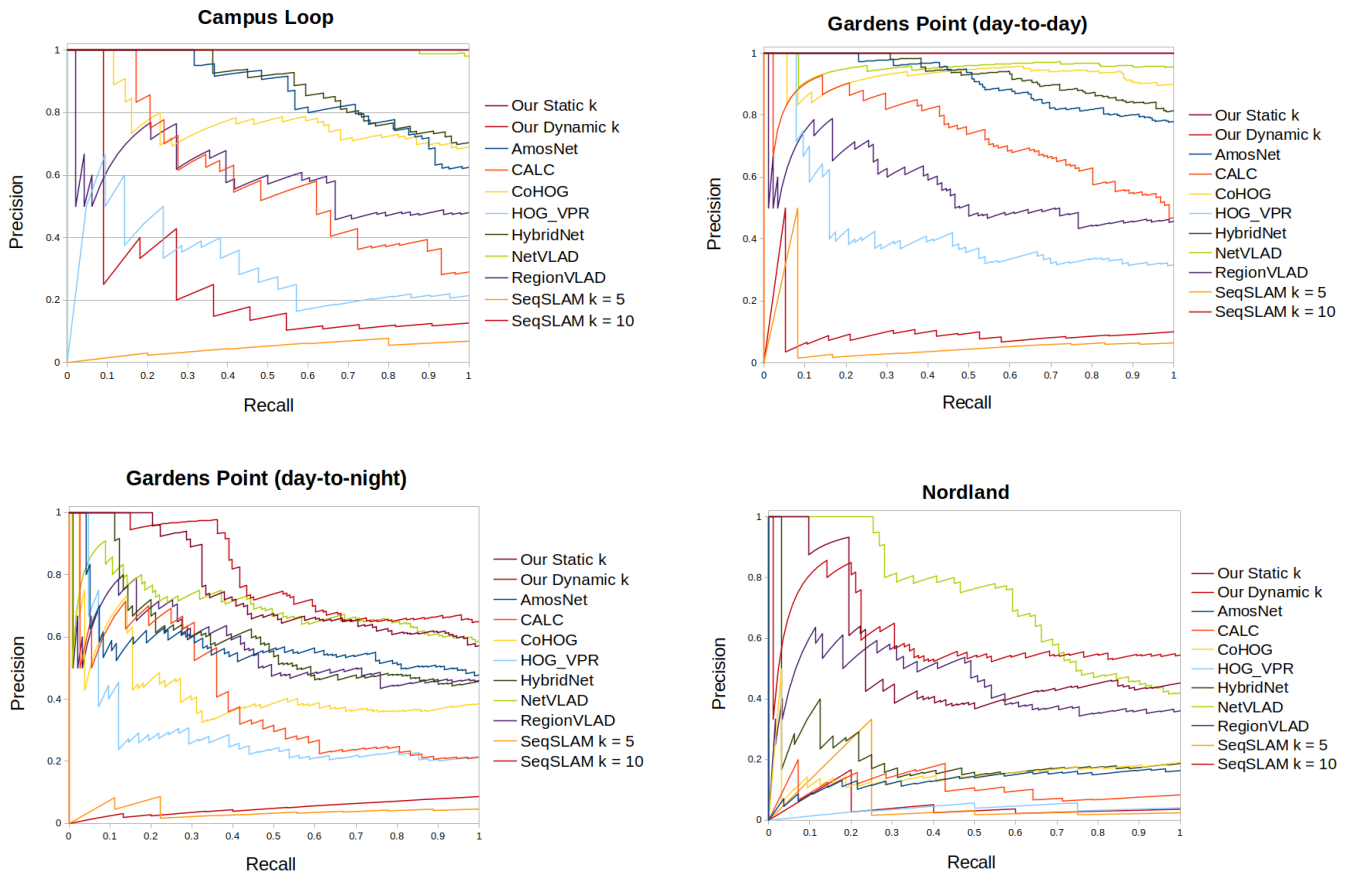 Campus Loop
Precision
1
0.8
0.6
0.4
0.2
0
0 0.1 0.2 0.3 0.4 0.5 0.6 0.7 0.8 0.9 1
Recall
Our Static k
Our Dynamic k
AmosNet
CALC
CoHOG
HOG_VPR
HybridNet
NetVLAD
RegionVLAD
SeqSLAM k = 5
SeqSLAM k = 10
Gardens Point (day-to-day)
Precision
1
0.8
0.6
0.4
0.2
0
0 0.1 0.2 0.3 0.4 0.5 0.6 0.7 0.8 0.9 1
Recall
Our Static k
Our Dynamic k
AmosNet
CALC
CoHOG
HOG_VPR
HybridNet
NetVLAD
RegionVLAD
SeqSLAM k = 5
SeqSLAM k = 10
Gardens Point (day-to-night)
Precision
1
0.8
0.6
0.4
0.2
0
0 0.1 0.2 0.3 0.4 0.5 0.6 0.7 0.8 0.9 1
Recall
Our Static k
Our Dynamic k
AmosNet
CALC
CoHOG
HOG_VPR
HybridNet
NetVLAD
RegionVLAD
SeqSLAM k = 5
SeqSLAM k = 10
Nordland
Precision
1
0.8
0.6
0.4
0.2
0
0 0.1 0.2 0.3 0.4 0.5 0.6 0.7 0.8 0.9 1
Recall
Our Static k
Our Dynamic k
AmosNet
CALC
CoHOG
HOG_VPR
HybridNet
NetVLAD
RegionVLAD
SeqSLAM k = 5
SeqSLAM k = 10